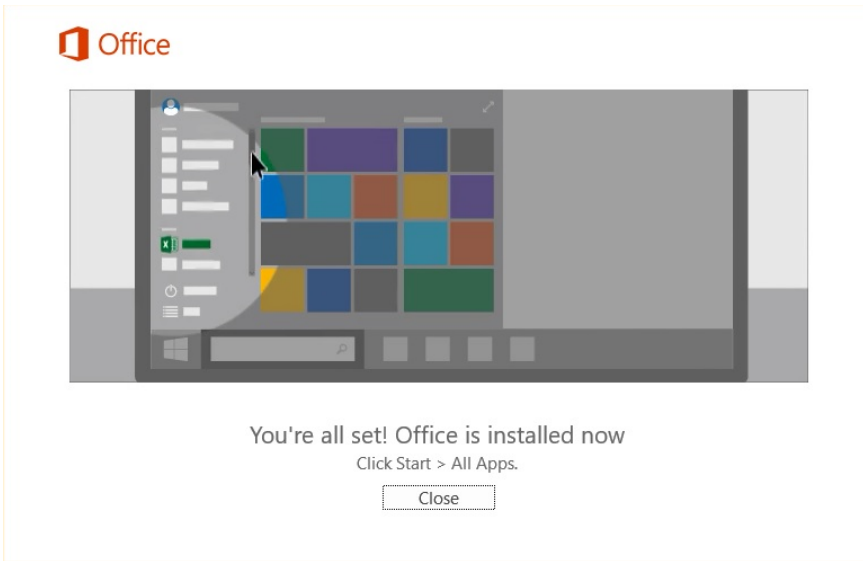 Office
You're all set! Office is installed now
Click Start > All Apps.
Close